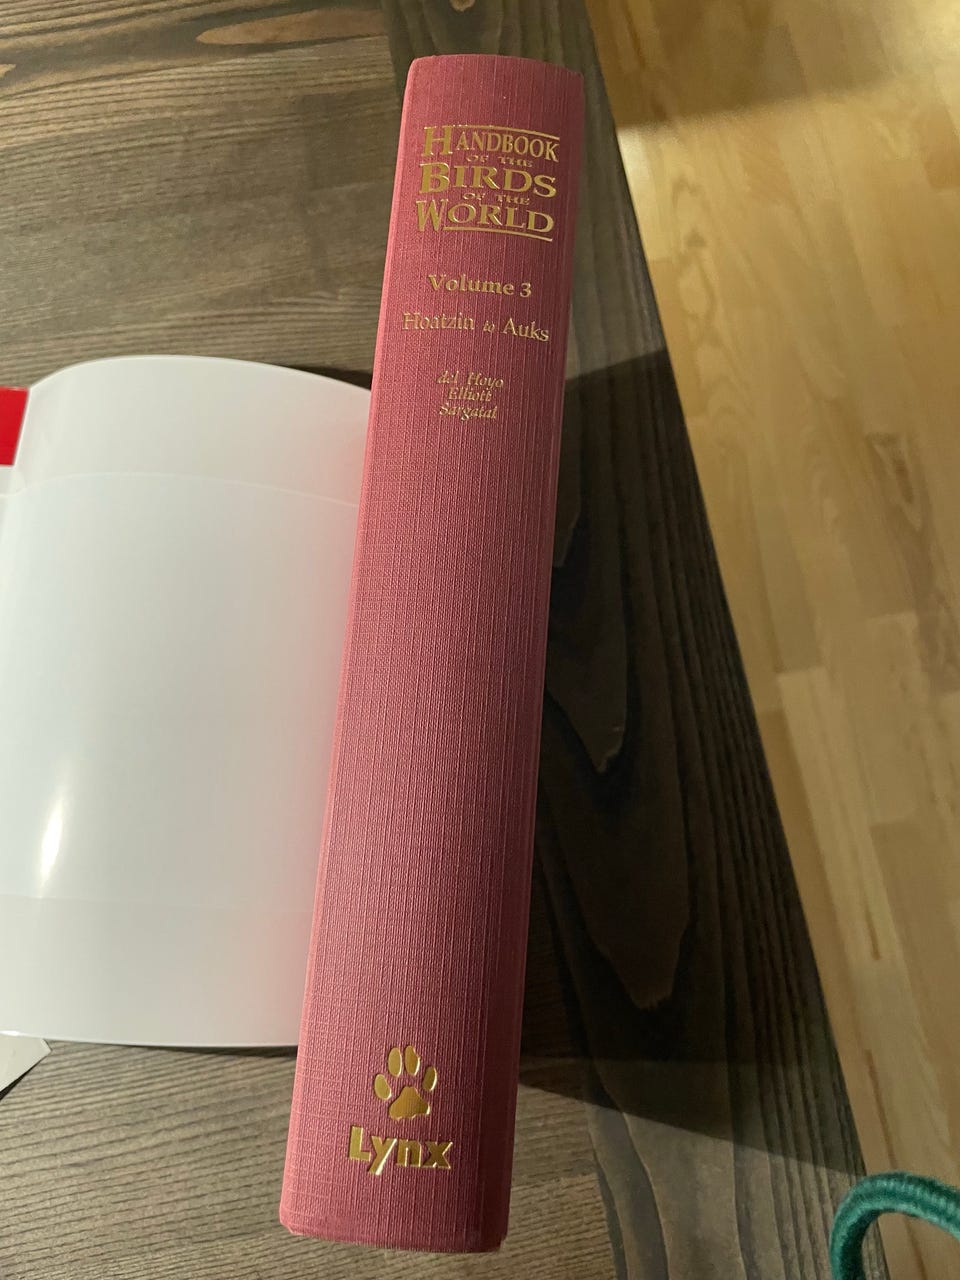 HANDBOOK
OF THE
BIRDS
OF THE
WORLD
Volume 3
Hoatzin to Auks
del Hoyo
Elliott
Sargatal
Lynx